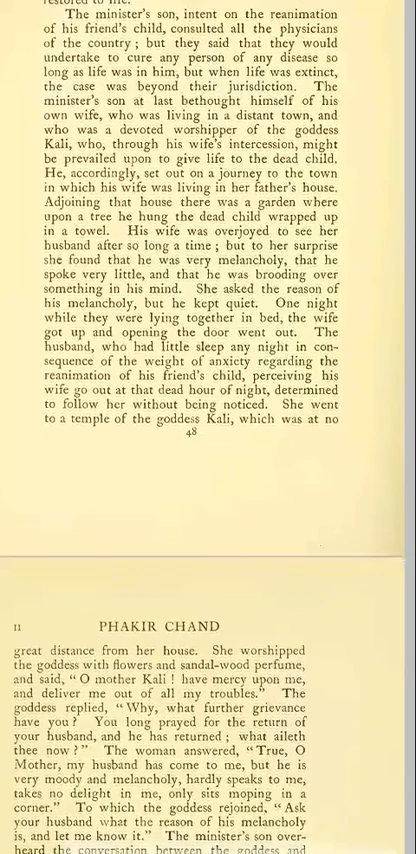 restored to life.
The minister's son, intent on the reanimation
of his friend's child, consulted all the physicians
of the country ; but they said that they would
undertake to cure any person of any disease so
long as life was in him, but when life was extinct,
the case was beyond their jurisdiction. The
minister's son at last bethought himself of his
own wife, who was living in a distant town, and
who was a devoted worshipper of the goddess
Kali, who, through his wife's intercession, might
be prevailed upon to give life to the dead child.
He, accordingly, set out on a journey to the town
in which his wife was living in her father's house.
Adjoining that house there was a garden where
upon a tree he hung the dead child wrapped up
in a towel. His wife was overjoyed to see her
husband after so long a time ; but to her surprise
she found that he was very melancholy, that he
spoke very little, and that he was brooding over
something in his mind. She asked the reason of
his melancholy, but he kept quiet. One night
while they were lying together in bed, the wife
got up and opening the door went out. The
husband, who had little sleep any night in con-
sequence of the weight of anxiety regarding the
reanimation of his friend's child, perceiving his
wife go out at that dead hour of night, determined
to follow her without being noticed. She went
to a temple of the goddess Kali, which was at no
48
II PHAKIR CHAND
great distance from her house. She worshipped
the goddess with flowers and sandal-wood perfume,
and said, “ O mother Kali ! have mercy upon me,
and deliver me out of all my troubles.” The
goddess replied, “ Why, what further grievance
have you ? You long prayed for the return of
your husband, and he has returned ; what aileth
thee now ? ” The woman answered, “ True, O
Mother, my husband has come to me, but he is
very moody and melancholy, hardly speaks to me,
takes no delight in me, only sits moping in a
corner.” To which the goddess rejoined, “ Ask
your husband what the reason of his melancholy
is, and let me know it.” The minister's son over-
heard the conversation between the goddess and